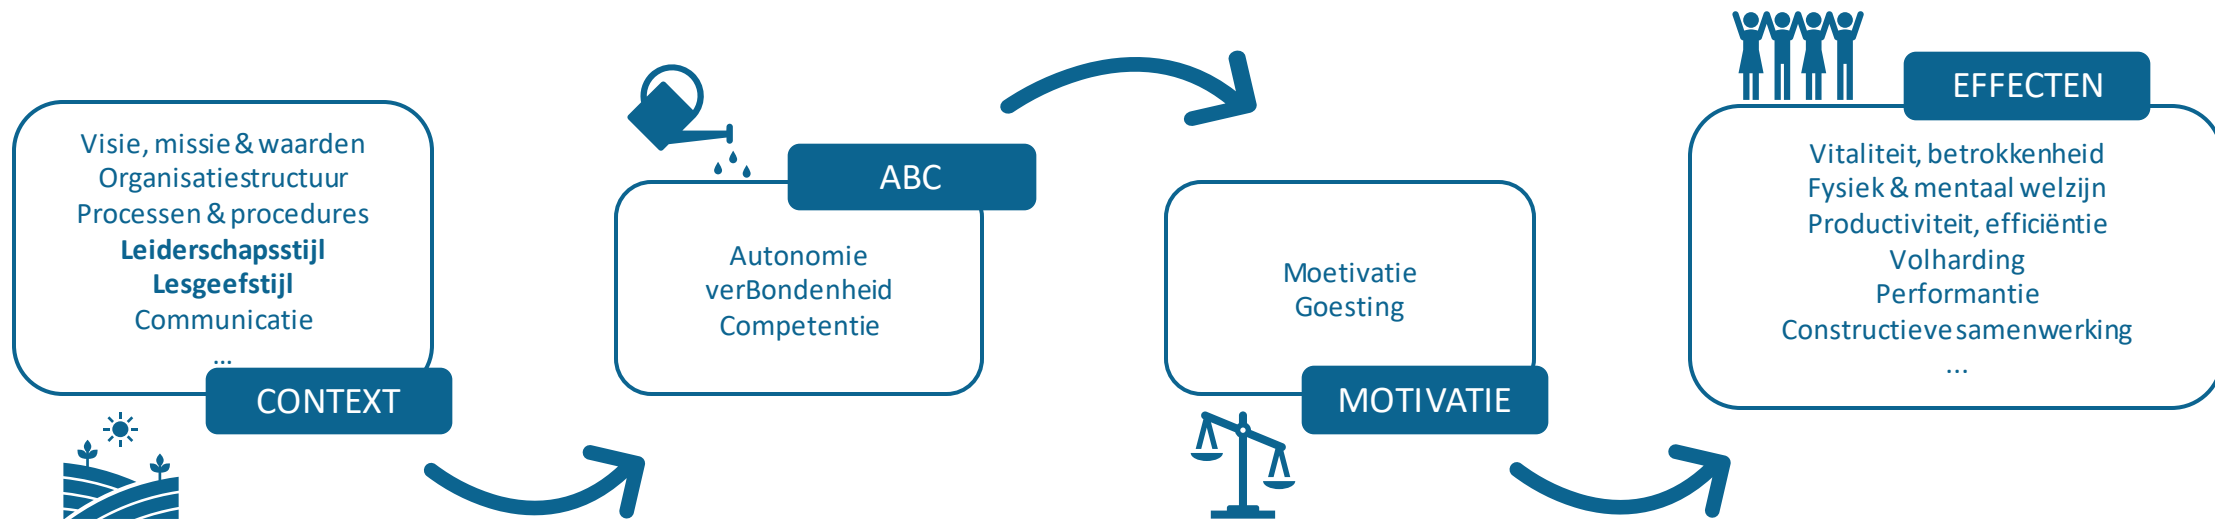 Visie, missie & waarden
Organisatiestructuur
Processen & procedures
Leiderschapsstijl
Lesgeefstijl
Communicatie
...
CONTEXT
ABC
Autonomie
verBondenheid
Competentie
Moetivatie
Goesting
MOTIVATIE
EFFECTEN
Vitaliteit, betrokkenheid
Fysiek & mentaal welzijn
Productiviteit, efficiëntie
Volharding
Performantie
Constructieve samenwerking
...